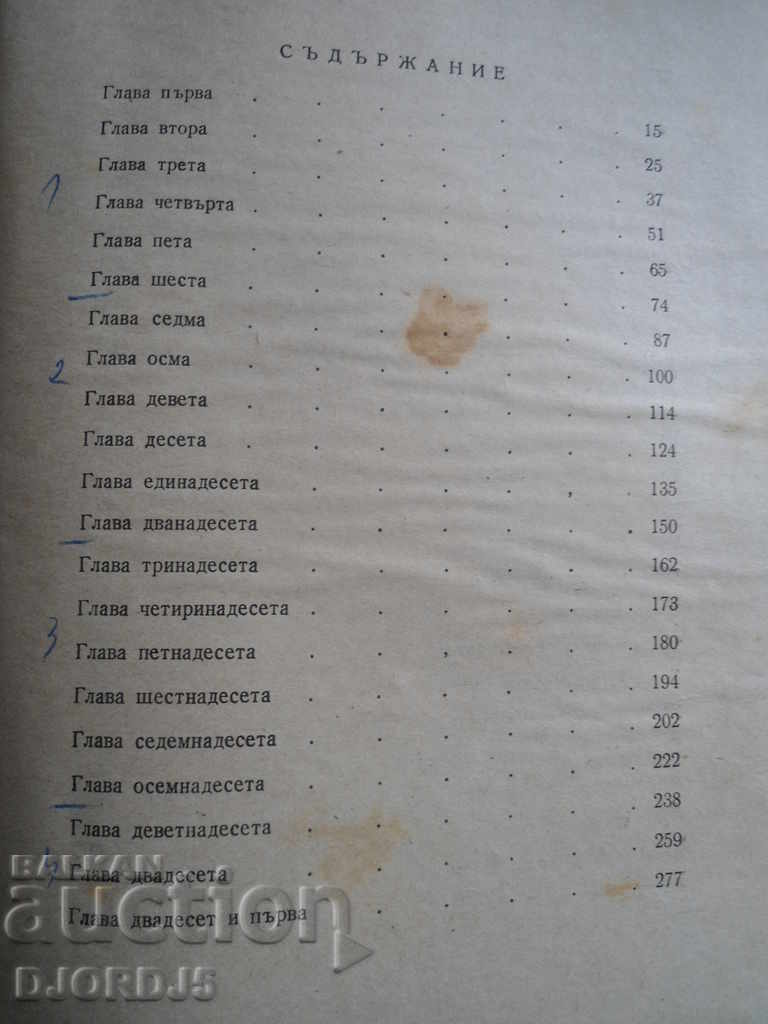 СЪДЪРЖАНИЕ
Глава първа . . . . . . . 15
Глава втора . . . . . . . 25
Глава трета . . . . . . . 37
1
Глава четвърта . . . . . . . 51
Глава пета . . . . . . . 65
Глава шеста . . . . . . . 74
Глава седма . . . . . . . 87
2 Глава осма . . . . . . . 100
Глава девета . . . . . . . 114
Глава десета . . . . . . . 124
Глава единадесета . . . . . . 135
Глава дванадесета . . . . . . 150
Глава тринадесета . . . . . . 162
Глава четиринадесета . . . . . . 173
3
Глава петнадесета . . . . . . 180
Глава шестнадесета . . . . . . 194
Глава седемнадесета . . . . . . 202
Глава осемнадесета . . . . . . 222
Глава деветнадесета . . . . . . 238
4 Глава двадесета . . . . . . 259
Глава двадесет и първа . . . . . 277
BALKAN
auction
DJORDJ5